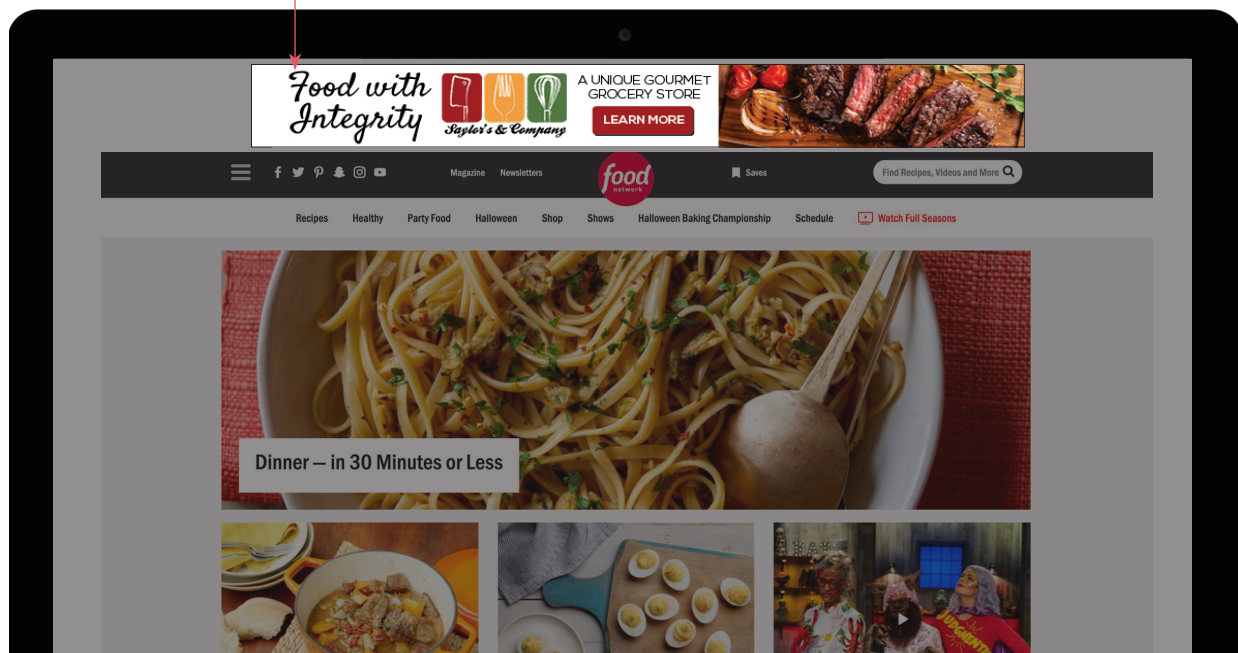 Food with
Integrity
Saylor's & Company
A UNIQUE GOURMET
GROCERY STORE
LEARN MORE
Magazine Newsletters
food
network
Saves
Find Recipes, Videos and More
Recipes Healthy Party Food Halloween Shop Shows Halloween Baking Championship Schedule Watch Full Seasons
Dinner — in 30 Minutes or Less
JUDGMENT